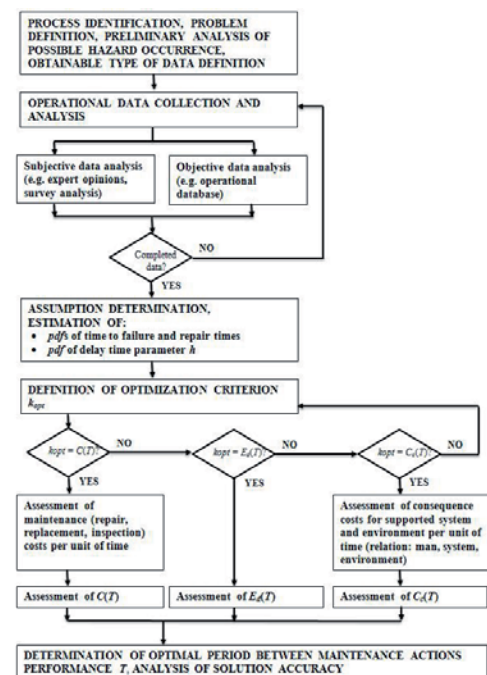 PROCESS IDENTIFICATION, PROBLEM
DEFINITION, PRELIMINARY ANALYSIS OF
POSSIBLE HAZARD OCCURRENCE,
OBTAINABLE TYPE OF DATA DEFINITION
OPERATIONAL DATA COLLECTION AND
ANALYSIS
Subjective data analysis
(e.g. expert opinions,
survey analysis)
Objective data analysis
(e.g. operational
database)
Completed
data?
NO
YES
ASSUMPTION DETERMINATION,
ESTIMATION OF:
• pdfs of time to failure and repair times
• pdf of delay time parameter h
DEFINITION OF OPTIMIZATION CRITERION
kopt
kopt = C(T)?
NO
kopt = Ed(T)?
NO
kopt = Cs(T)?
NO
YES
YES
YES
Assessment of
maintenance (repair,
replacement, inspection)
costs per unit of time
Assessment of consequence
costs for supported system
and environment per unit of
time (relation: man, system,
environment)
Assessment of C(T)
Assessment of Ed(T)
Assessment of Cs(T)
DETERMINATION OF OPTIMAL PERIOD BETWEEN MAINTENANCE ACTIONS
PERFORMANCE T, ANALYSIS OF SOLUTION ACCURACY